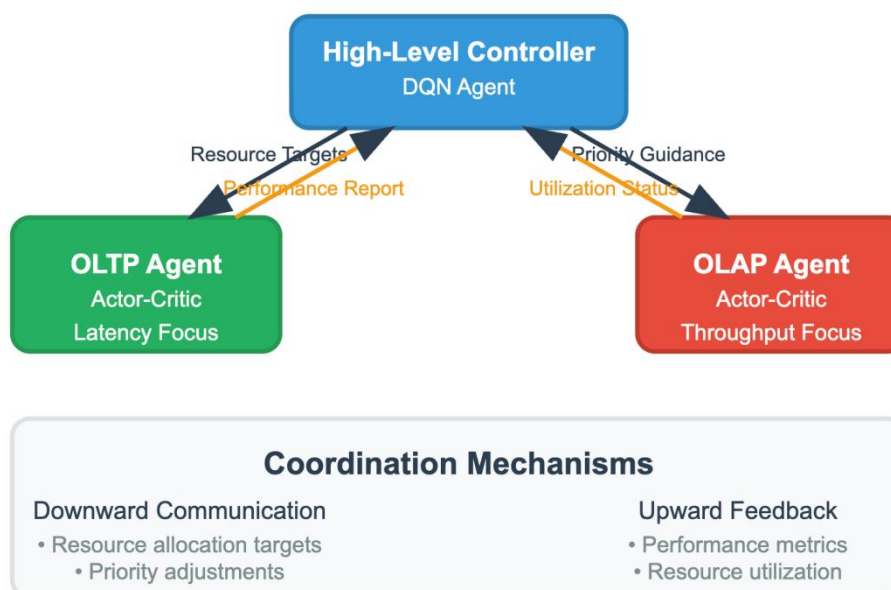 High-Level Controller
DQN Agent
Resource Targets
Priority Guidance
Performance Report
Utilization Status
OLTP Agent
Actor-Critic
Latency Focus
OLAP Agent
Actor-Critic
Throughput Focus
Coordination Mechanisms
Downward Communication
• Resource allocation targets
• Priority adjustments
Upward Feedback
• Performance metrics
• Resource utilization